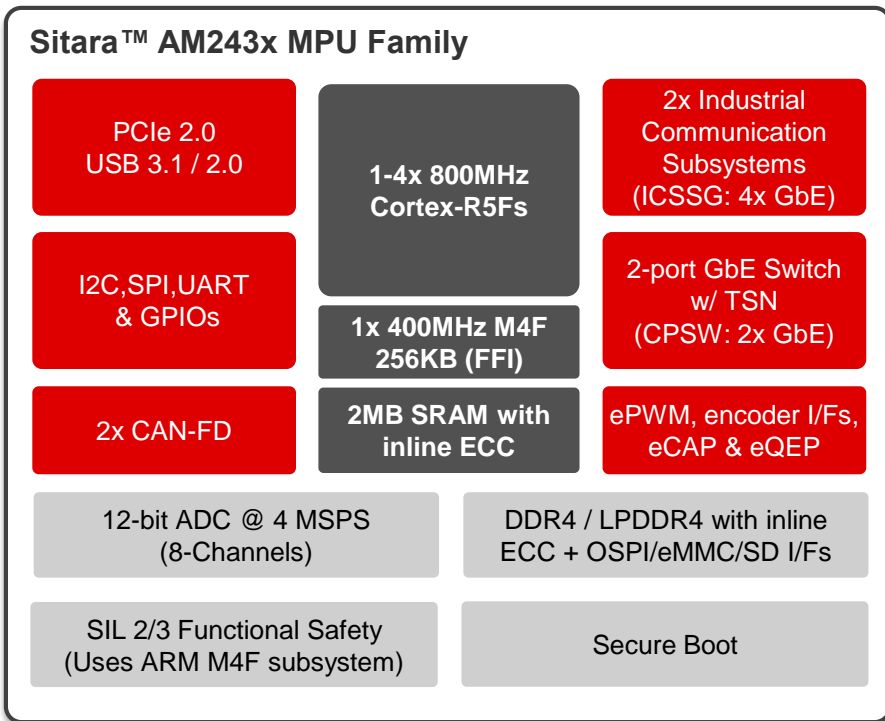 Sitara™ AM243x MPU Family
PCIe 2.0
USB 3.1 / 2.0
1-4x 800MHz
Cortex-R5Fs
2x Industrial
Communication
Subsystems
(ICSSG: 4x GbE)
I2C,SPI,UART
& GPIOs
1x 400MHz M4F
256KB (FFI)
2-port GbE Switch
w/ TSN
(CPSW: 2x GbE)
2x CAN-FD
2MB SRAM with
inline ECC
ePWM, encoder I/Fs,
eCAP & eQEP
12-bit ADC @ 4 MSPS
(8-Channels)
DDR4 / LPDDR4 with inline
ECC + OSPI/eMMC/SD I/Fs
SIL 2/3 Functional Safety
(Uses ARM M4F subsystem)
Secure Boot